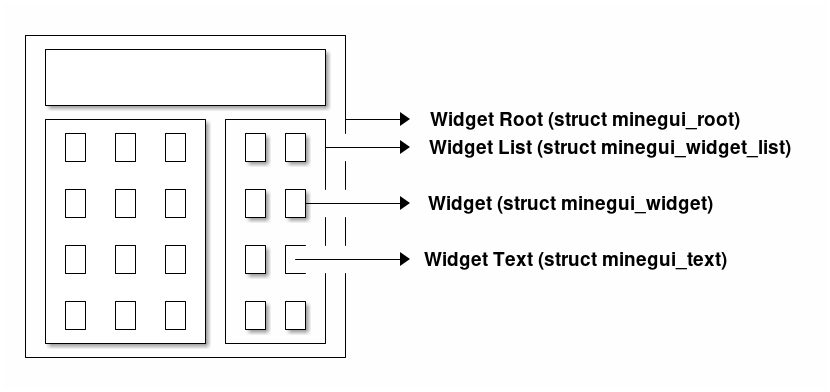 Widget Root (struct minegui_root)
Widget List (struct minegui_widget_list)
Widget (struct minegui_widget)
Widget Text (struct minegui_text)